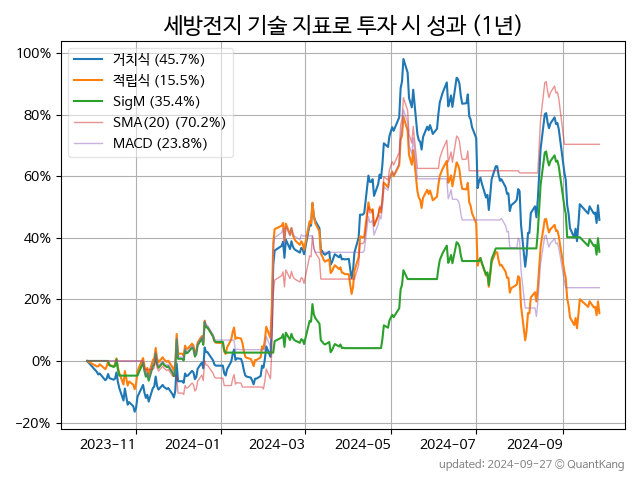 세방전지 기술 지표로 투자 시 성과 (1년)
100%
80%
60%
40%
20%
0%
−20%
거치식 (45.7%)
적립식 (15.5%)
SigM (35.4%)
SMA(20) (70.2%)
MACD (23.8%)
2023-11 2024-01 2024-03 2024-05 2024-07 2024-09
updated: 2024-09-27 @ QuantKang